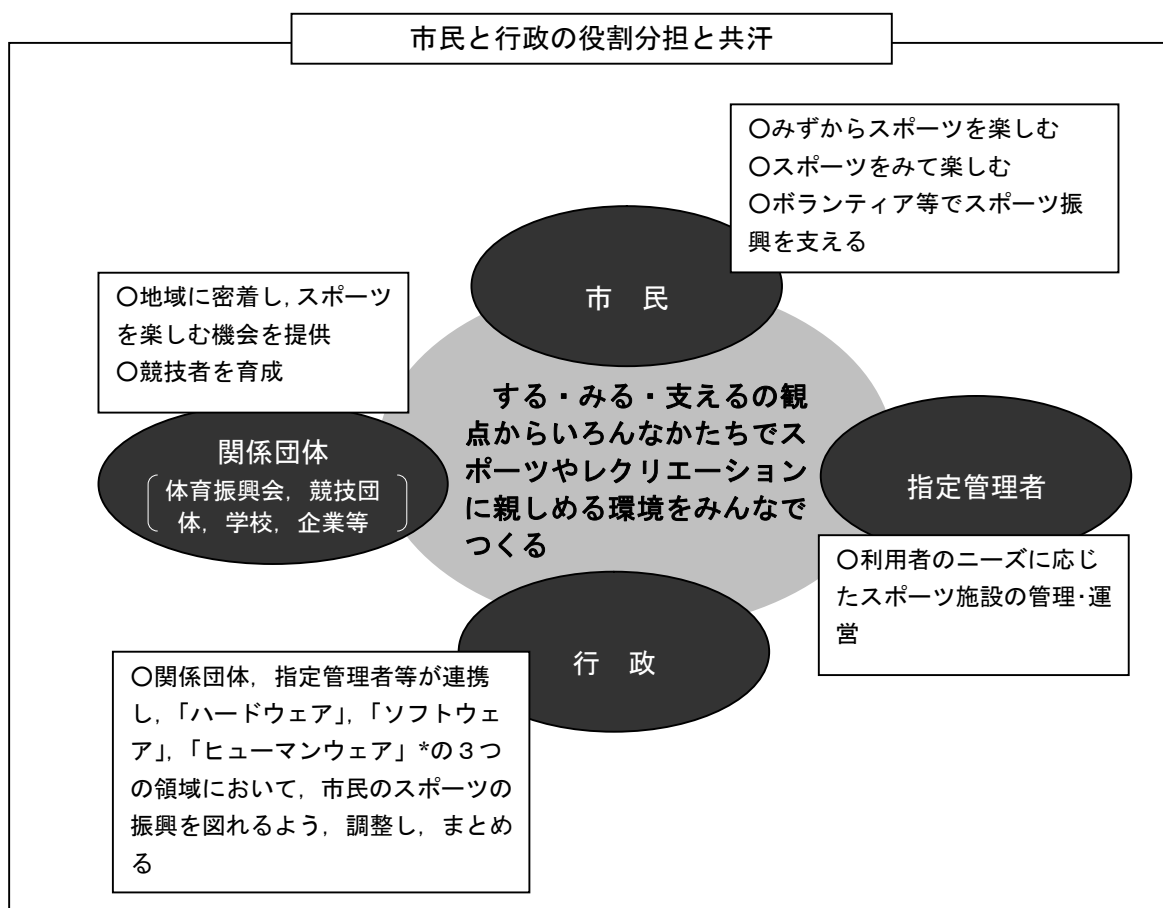 市民と行政の役割分担と共汗
○みずからスポーツを楽しむ
○スポーツをみて楽しむ
○ボランティア等でスポーツ振
興を支える
市　民
○地域に密着し,スポーツ
を楽しむ機会を提供
○競技者を育成
関係団体
体育振興会，競技団
体，学校，企業等
する・みる・支えるの観
点からいろんなかたちでス
ポーツやレクリエーション
に親しめる環境をみんなで
つくる
指定管理者
○利用者のニーズに応じ
たスポーツ施設の管理・運
営
行　政
○関係団体，指定管理者等が連携
し,「ハードウェア」,「ソフトウェ
ア」,「ヒューマンウェア」*の３つ
の領域において，市民のスポーツの
振興を図れるよう，調整し，まとめ
る